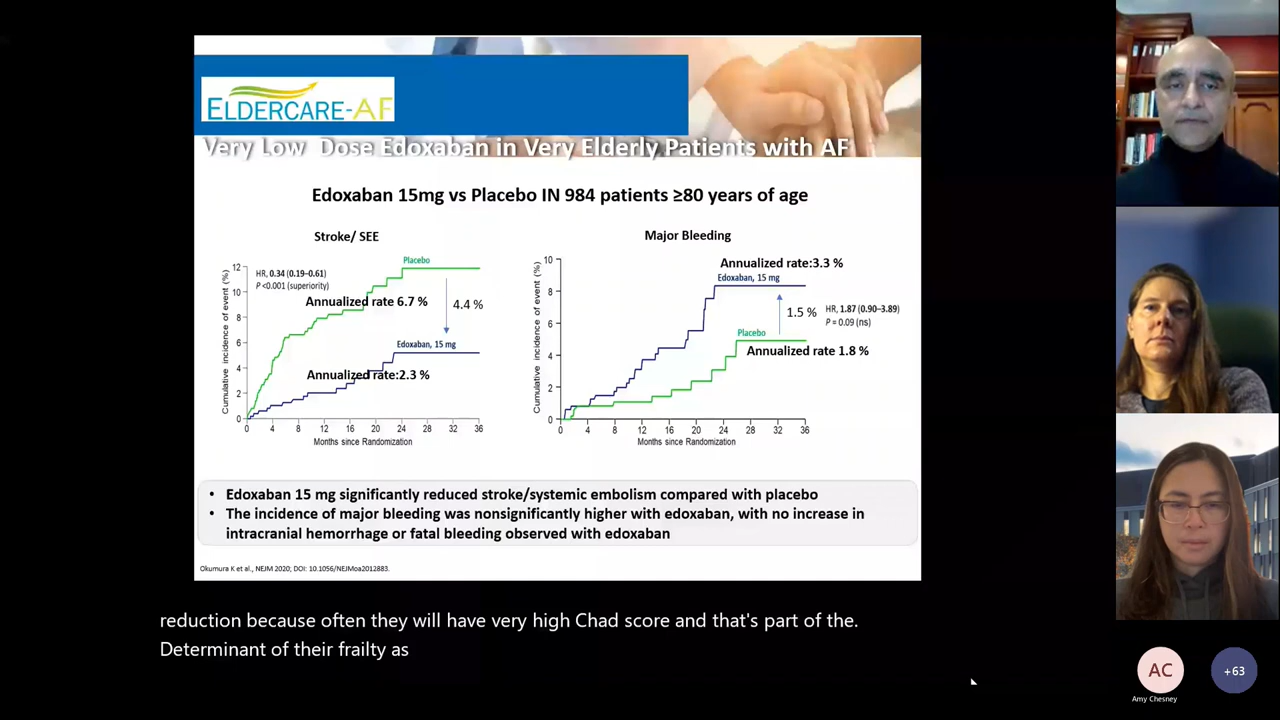 ELDERCARE-AF
Very Low Dose Edoxaban in Very Elderly Patients with AF
Edoxaban 15mg vs Placebo IN 984 patients ≥80 years of age
Stroke/ SEE
Cumulative incidence of event (%)
12
10
8
6
4
2
0
HR, 0.34 (0.19–0.61)
P <0.001 (superiority)
Placebo
Annualized rate 6.7 %
4.4 %
Edoxaban, 15 mg
Annualized rate:2.3 %
0 4 8 12 16 20 24 28 32 36
Months since Randomization
Major Bleeding
Cumulative incidence of event (%)
10
8
6
4
2
0
Annualized rate:3.3 %
Edoxaban, 15 mg
1.5 %
HR, 1.87 (0.90–3.89)
P = 0.09 (ns)
Placebo
Annualized rate 1.8 %
0 4 8 12 16 20 24 28 32 36
Months since Randomization
• Edoxaban 15 mg significantly reduced stroke/systemic embolism compared with placebo
• The incidence of major bleeding was nonsignificantly higher with edoxaban, with no increase in
intracranial hemorrhage or fatal bleeding observed with edoxaban
Okumura K et al., NEJM 2020; DOI: 10.1056/NEJMoa2012883.
reduction because often they will have very high Chad score and that's part of the.
Determinant of their frailty as
AC
Amy Chesney
+63